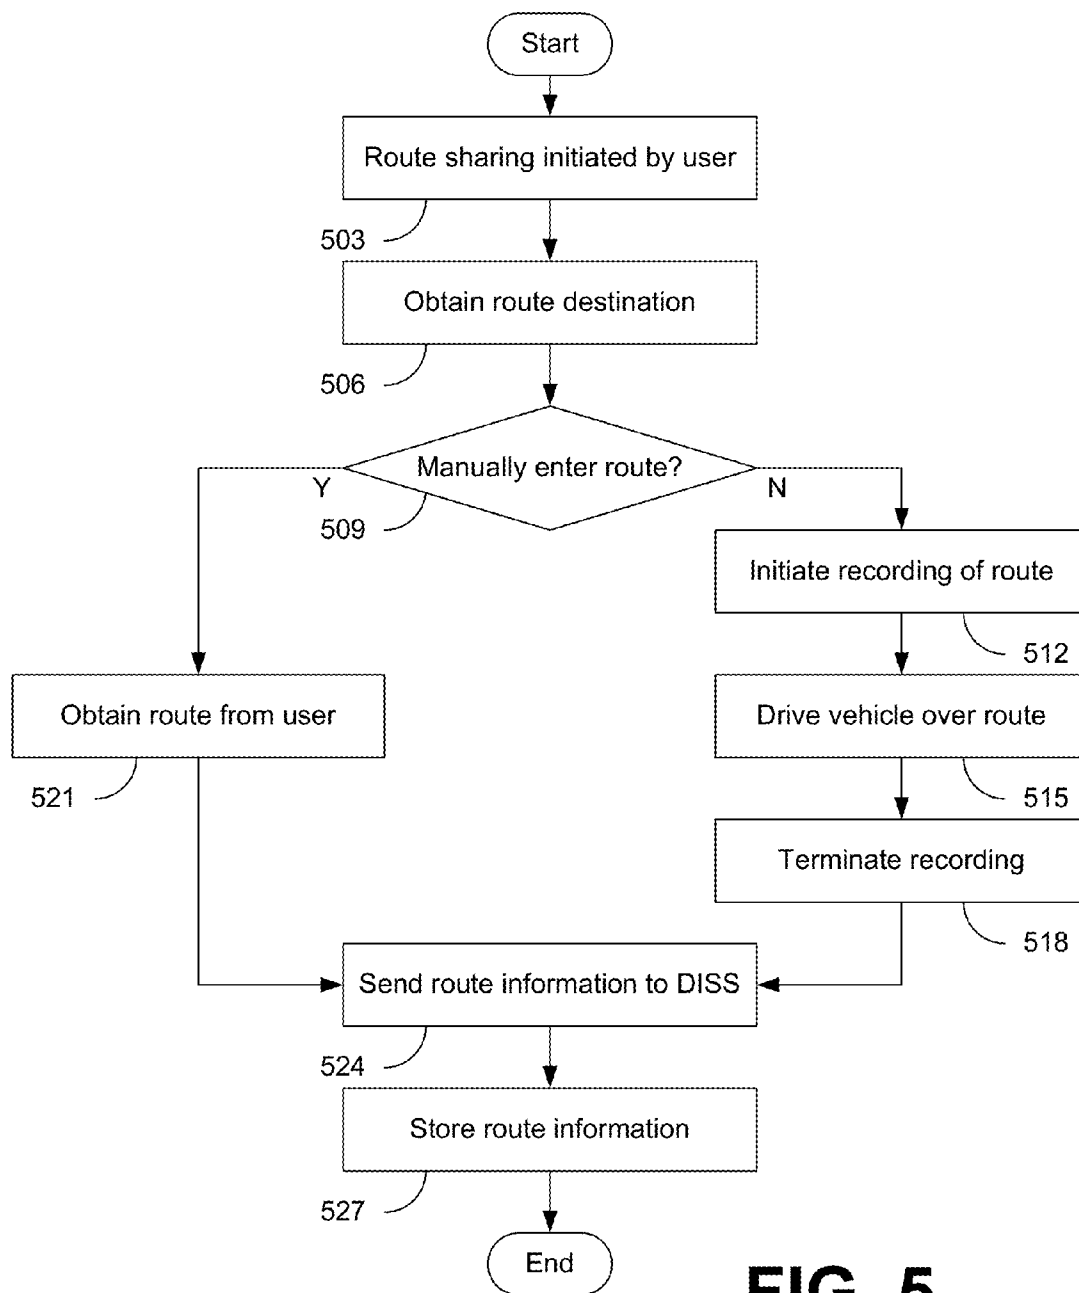 Start
Route sharing initiated by user
503
Obtain route destination
506
Manually enter route?
Y
N
509
Initiate recording of route
512
Obtain route from user
521
Drive vehicle over route
515
Terminate recording
518
Send route information to DISS
524
Store route information
527
End
FIG. 5